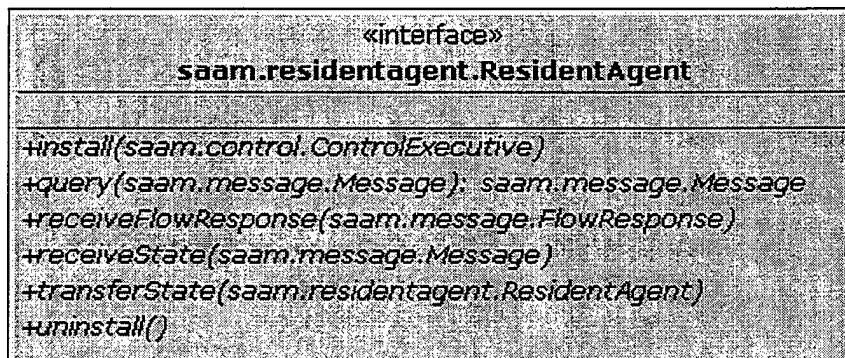 «interface»
saam.residentagent.ResidentAgent
+install(saam.control.ControlExecutive)
+query(saam.message.Message): saam.message.Message
+receiveFlowResponse(saam.message.FlowResponse)
+receiveState(saam.message.Message)
+transferState(saam.residentagent.ResidentAgent)
+uninstall()